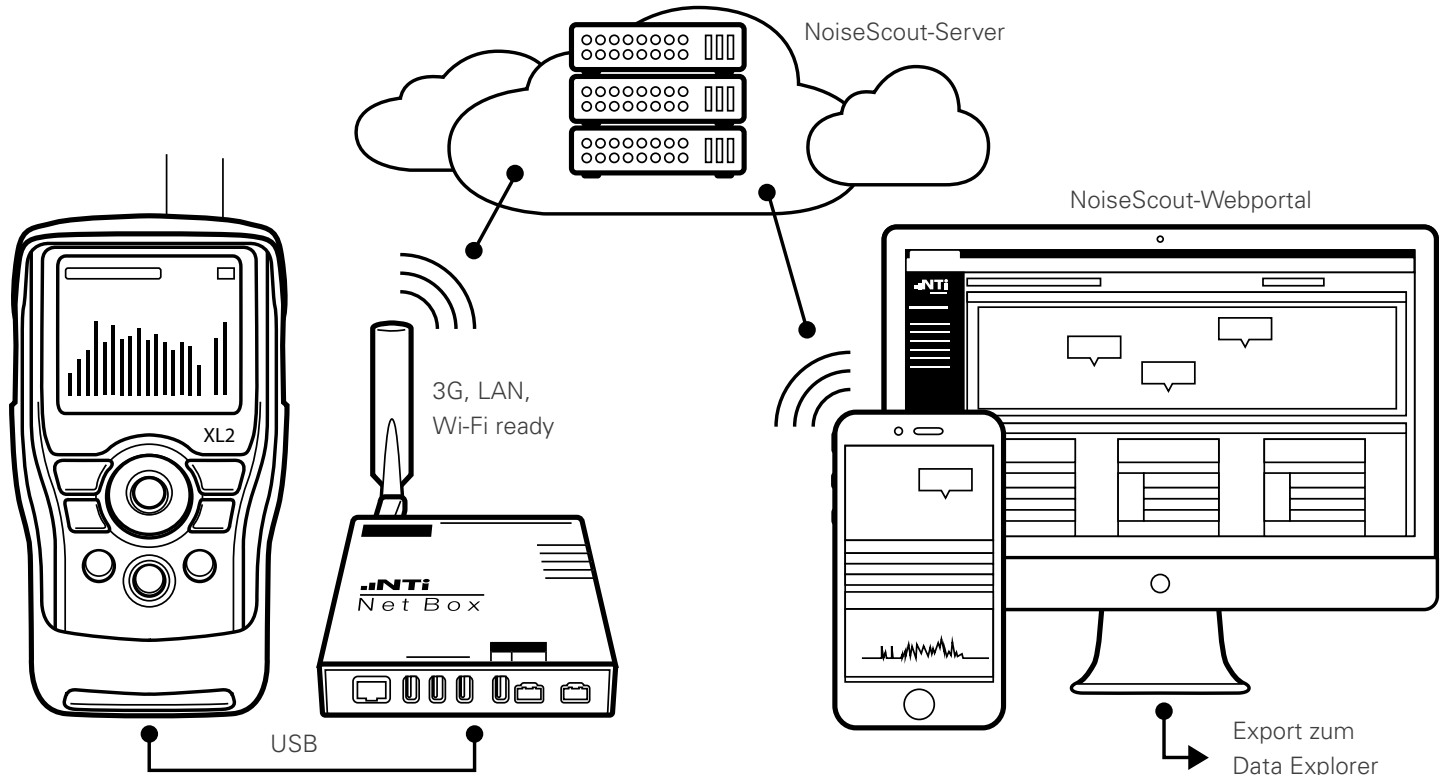 NoiseScout-Server
NoiseScout-Webportal
NTi
3G, LAN,
Wi-Fi ready
XL2
NTi
Net Box
USB
Export zum
Data Explorer